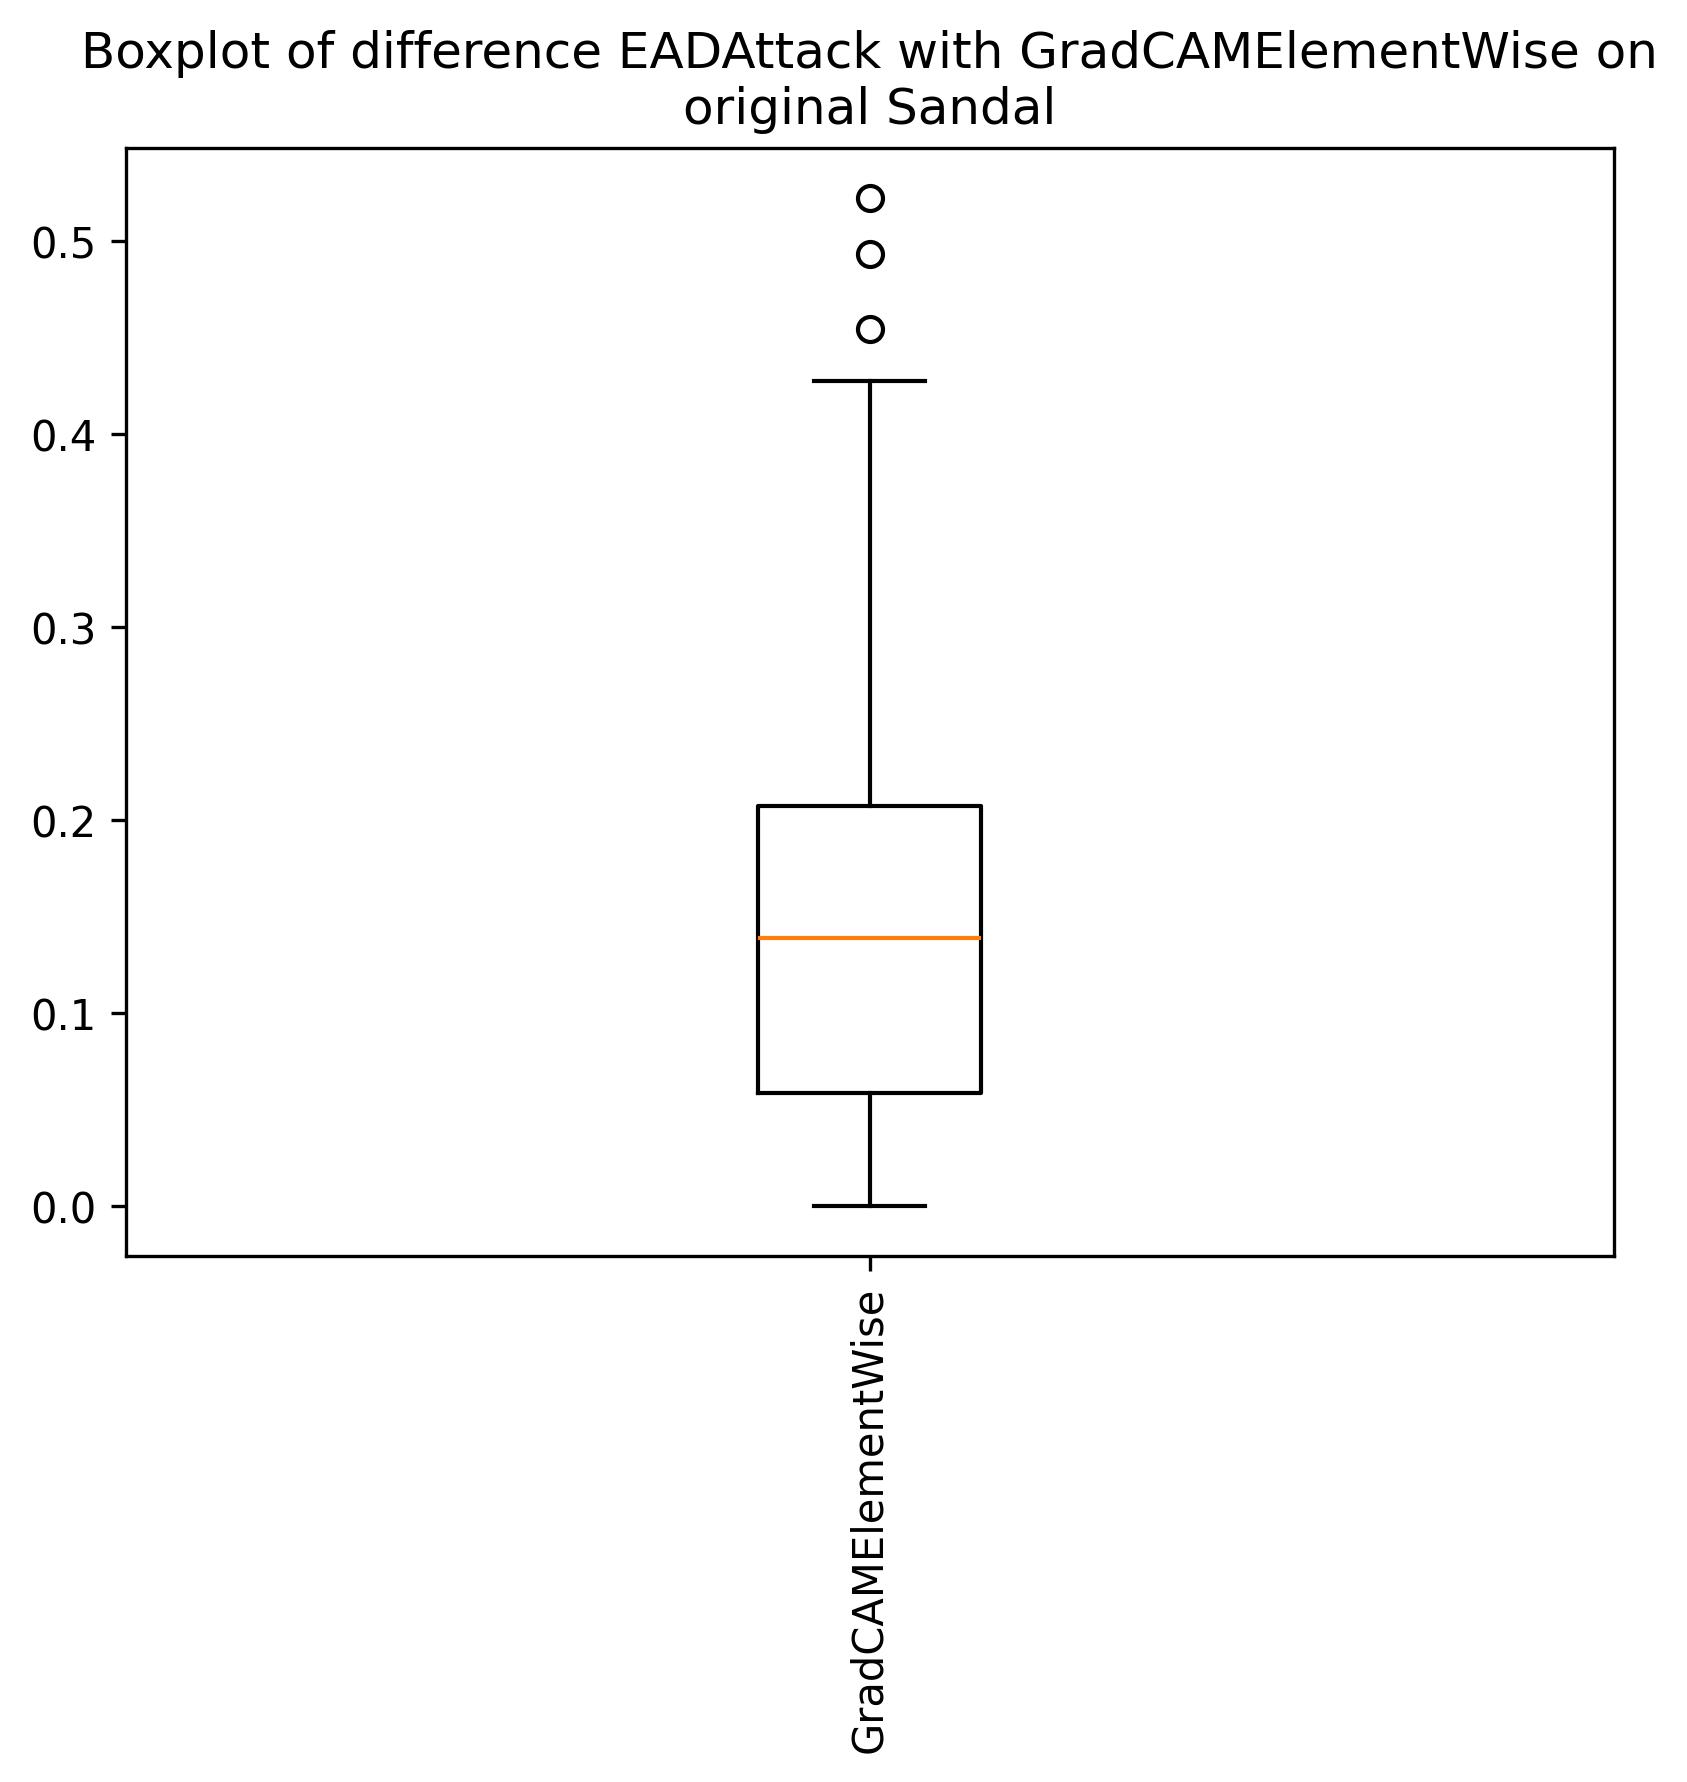 Boxplot of difference EADAttack with GradCAMElementWise on
original Sandal
0.5
0.4
0.3
0.2
0.1
0.0
GradCAMElementWise